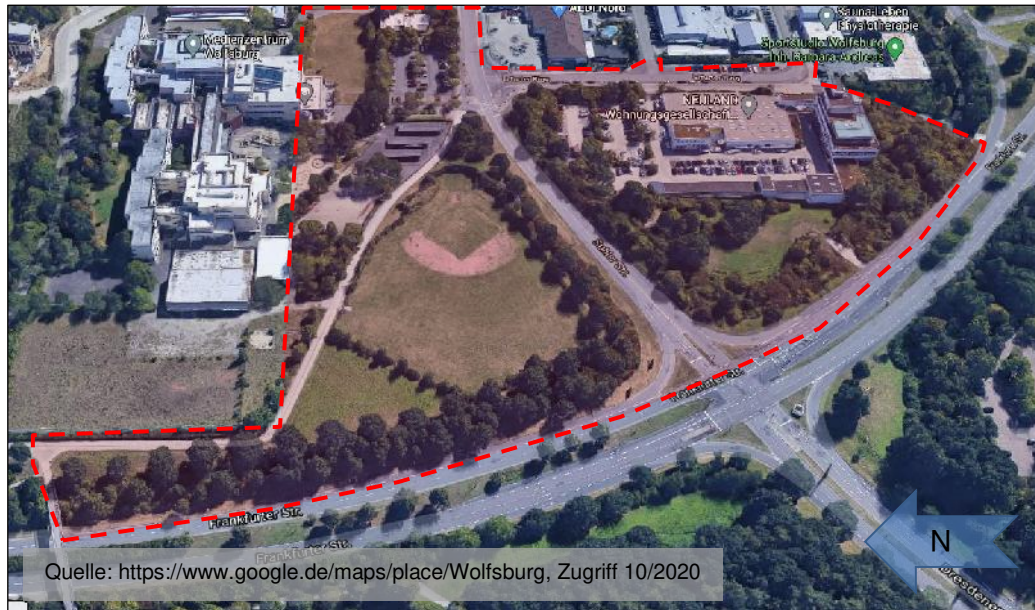 ALDI Nord
Sauna-Leben
Physiotherapie
Medienzentrum
Wolfsburg
Sportstudio Wolfsburg
Inh. Barbara Andreas
NEULAND
Wohnungsgesellschaft...
Frankfurter Str.
Frankfurter Str.
Frankfurter Str.
N
Quelle: https://www.google.de/maps/place/Wolfsburg, Zugriff 10/2020